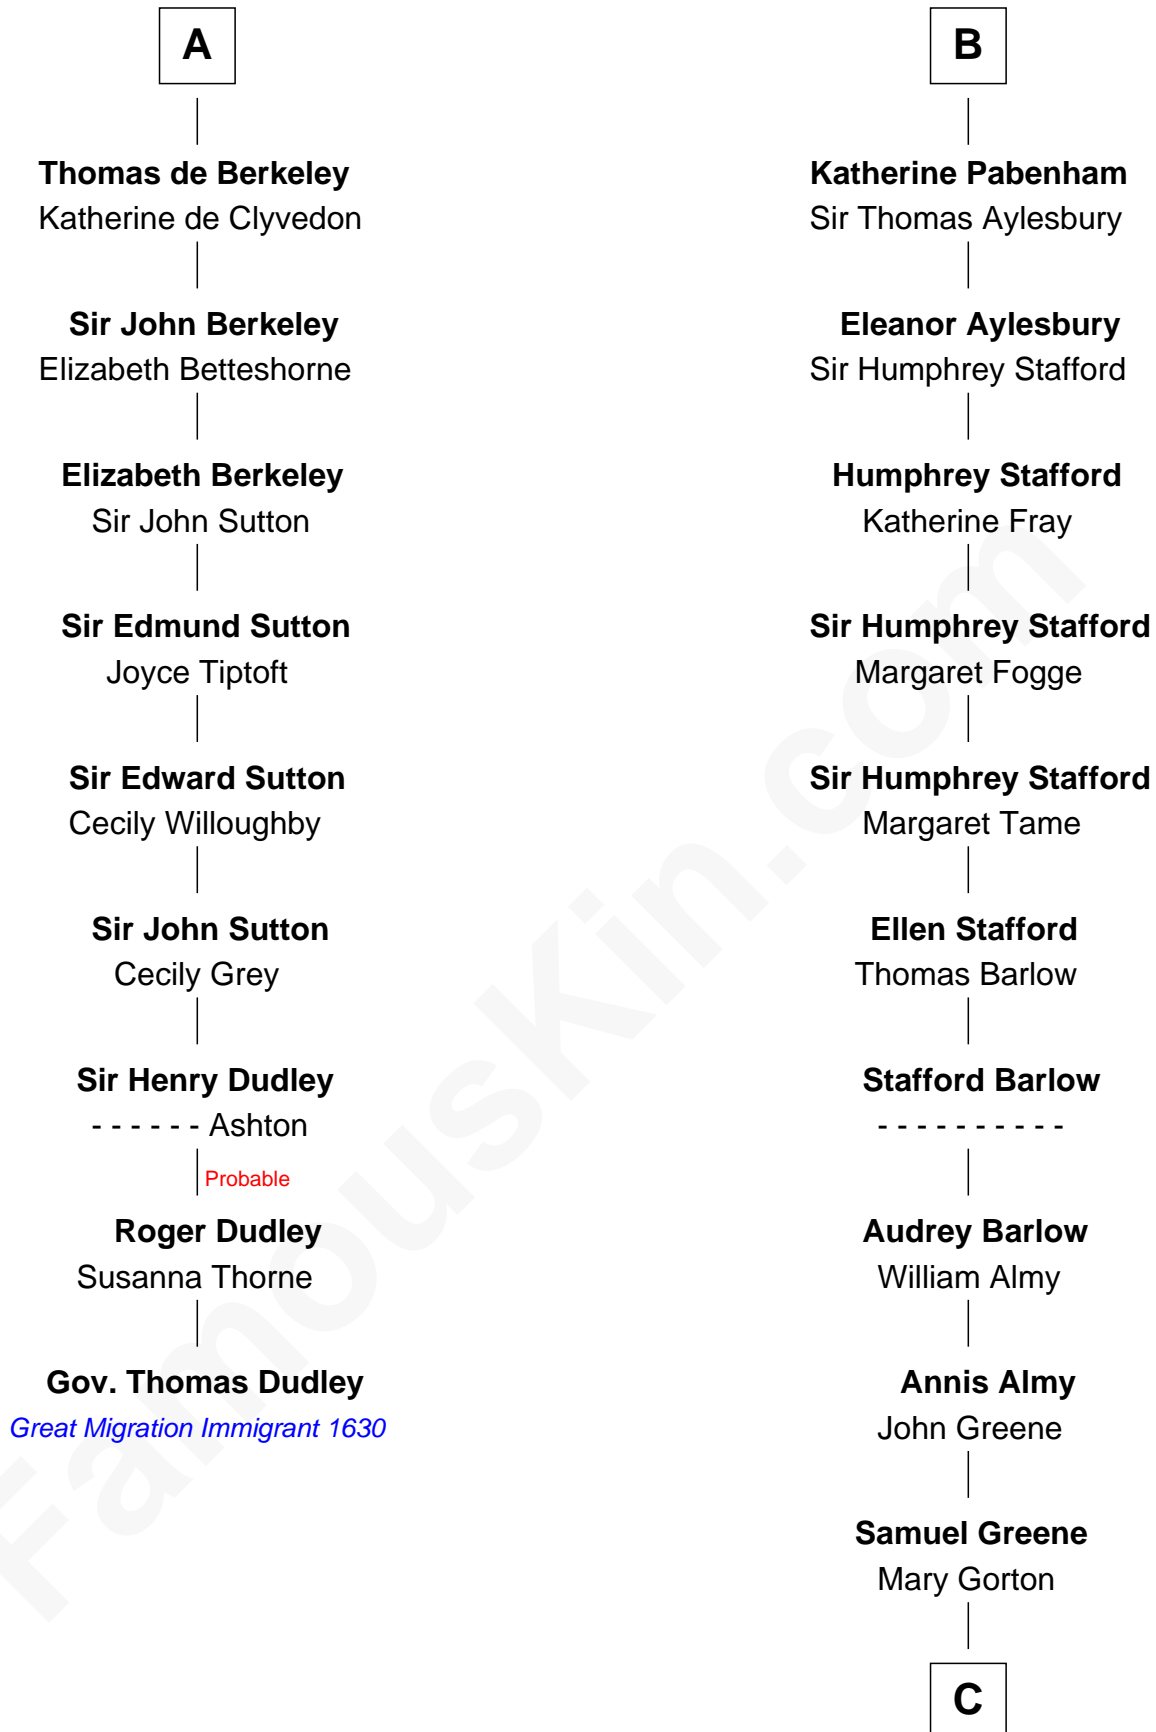 A
Thomas de Berkeley
Katherine de Clyvedon
Sir John Berkeley
Elizabeth Betteshorne
Elizabeth Berkeley
Sir John Sutton
Sir Edmund Sutton
Joyce Tiptoft
Sir Edward Sutton
Cecily Willoughby
Sir John Sutton
Cecily Grey
Sir Henry Dudley
- - - - - - Ashton
Probable
Roger Dudley
Susanna Thorne
Gov. Thomas Dudley
Great Migration Immigrant 1630
B
Katherine Pabenham
Sir Thomas Aylesbury
Eleanor Aylesbury
Sir Humphrey Stafford
Humphrey Stafford
Katherine Fray
Sir Humphrey Stafford
Margaret Fogge
Sir Humphrey Stafford
Margaret Tame
Ellen Stafford
Thomas Barlow
Stafford Barlow
- - - - - - - - - -
Audrey Barlow
William Almy
Annis Almy
John Greene
Samuel Greene
Mary Gorton
C
FamousKin.com